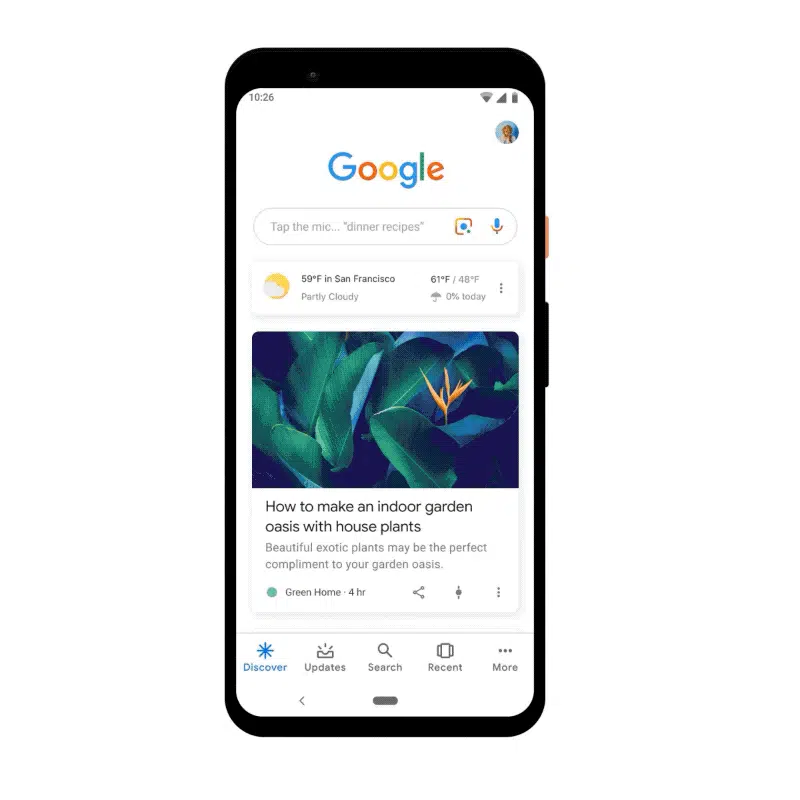 10:26
Google
Tap the mic... "dinner recipes"
59°F in San Francisco
61°F / 48°F
Partly Cloudy
0% today
How to make an indoor garden
oasis with house plants
Beautiful exotic plants may be the perfect
compliment to your garden oasis.
Green Home · 4 hr
Discover
Updates
Search
Recent
More